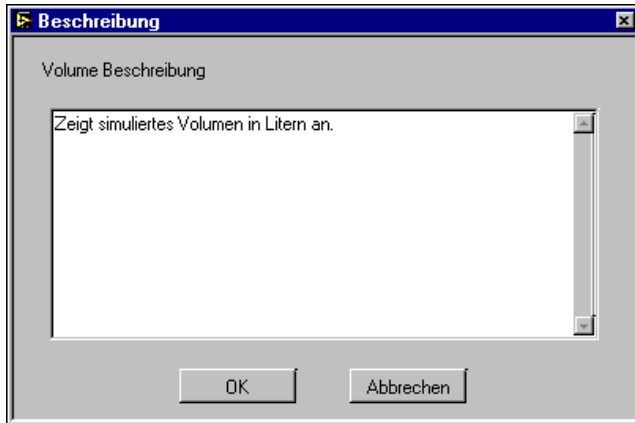 Beschreibung
Volume Beschreibung
Zeigt simuliertes Volumen in Litern an.
OK Abbrechen